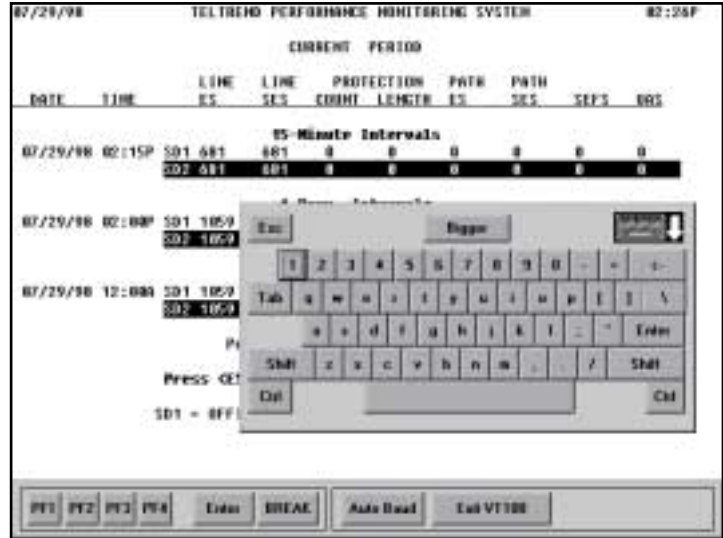 07/29/98 TELTREND PERFORMANCE MONITORING SYSTEM 02:26P
CURRENT PERIOD
LINE LINE PROTECTION PATH PATH
DATE TIME ES SES COUNT LENGTH ES SES SEFS UAS
15-Minute Intervals
07/29/98 02:15P SD1 681 681 0 0 0 0 0 0
SD2 681 681 0 0 0 0 0 0
07/29/98 02:00P SD1 1059
SD2 1059
07/29/98 12:00A SD1 1059
SD2 1059
Press <ES
SD1 = OFF
Esc Bigger
1 2 3 4 5 6 7 8 9 0 - = <-
Tab q w e r t y u i o p [ ] \
a s d f g h j k l ; " Enter
Shift z x c v b n m , . / Shift
Ctrl Ctrl
PF1 PF2 PF3 PF4 Enter BREAK Auto Baud Exit VT100